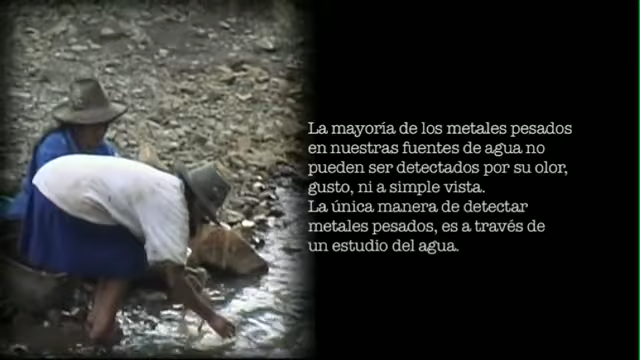 La mayoría de los metales pesados
en nuestras fuentes de agua no
pueden ser detectados por su olor,
gusto, ni a simple vista.
La única manera de detectar
metales pesados, es a través de
un estudio del agua.